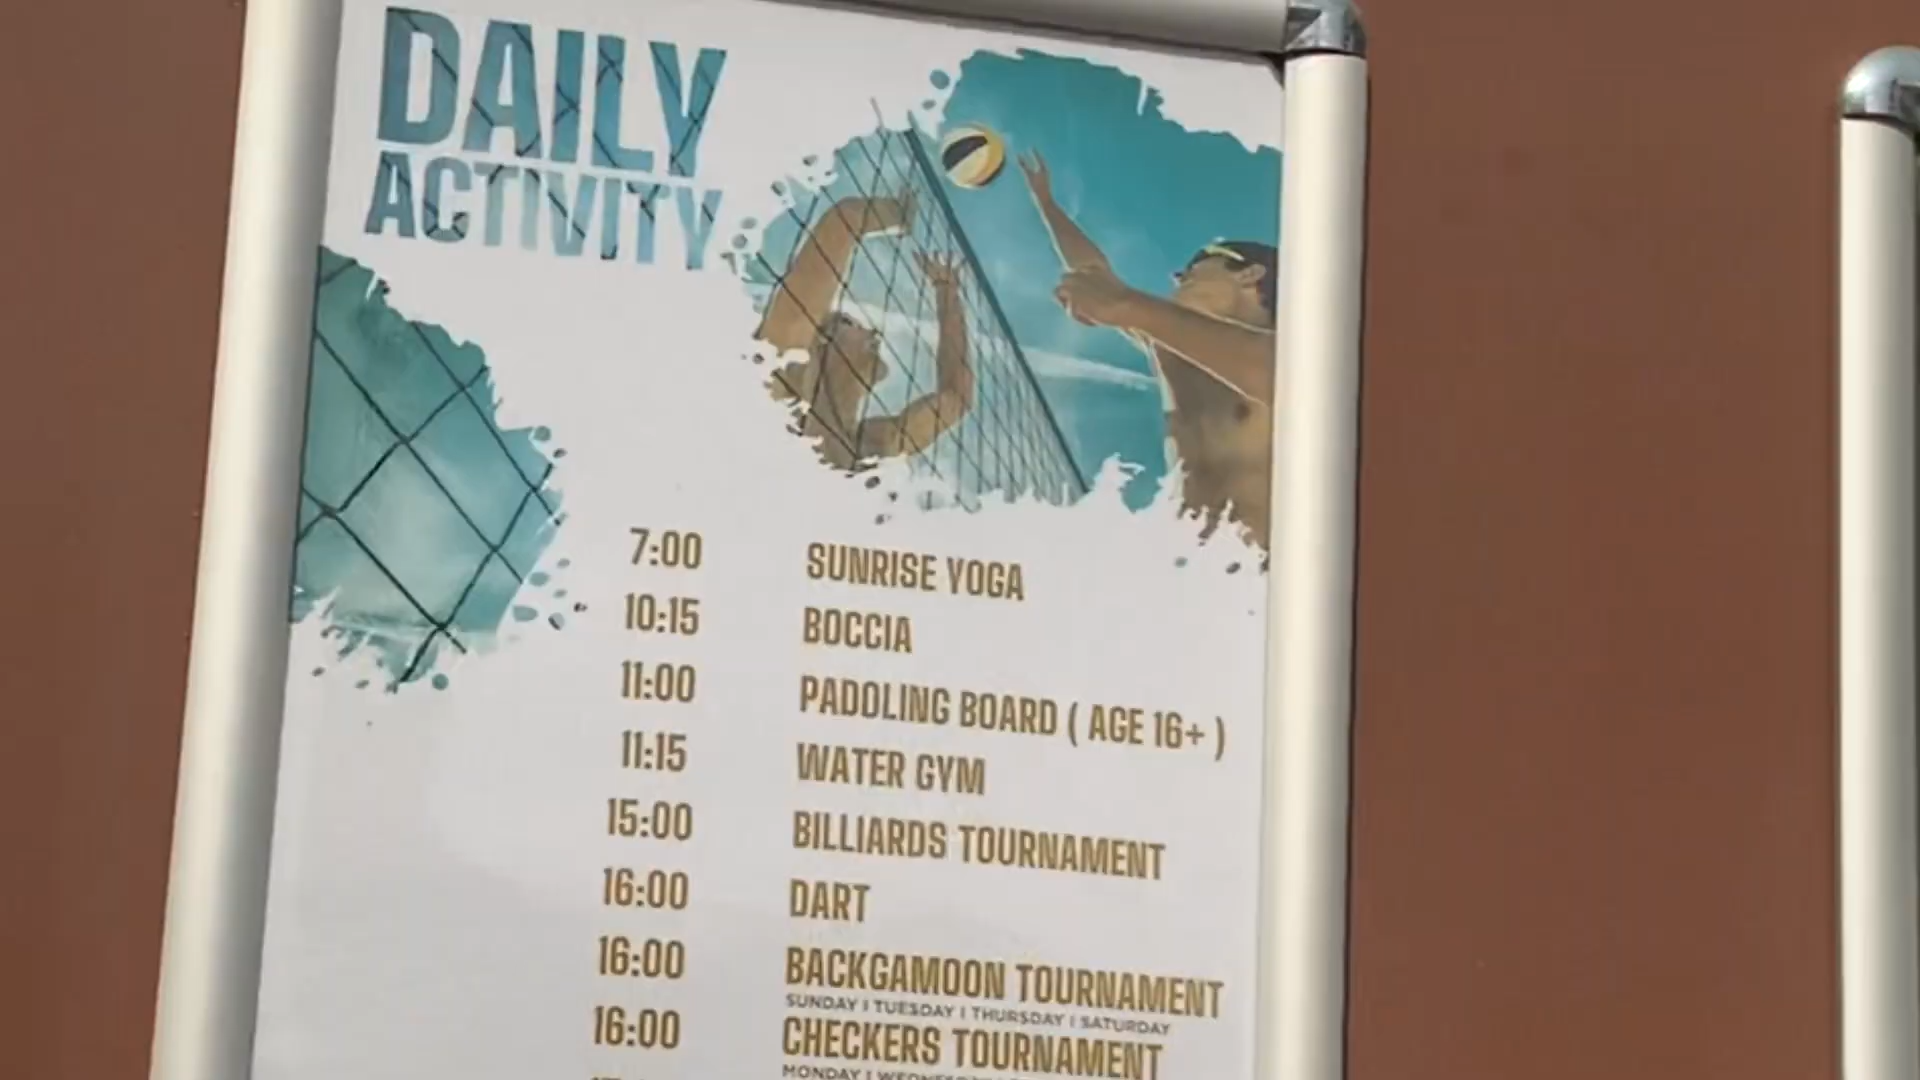 DAILY
ACTIVITY
7:00 SUNRISE YOGA
10:15 BOCCIA
11:00 PADDLING BOARD ( AGE 16+ )
11:15 WATER GYM
15:00 BILLIARDS TOURNAMENT
16:00 DART
16:00 BACKGAMOON TOURNAMENT
SUNDAY I TUESDAY I THURSDAY I SATURDAY
16:00 CHECKERS TOURNAMENT
MONDAY I